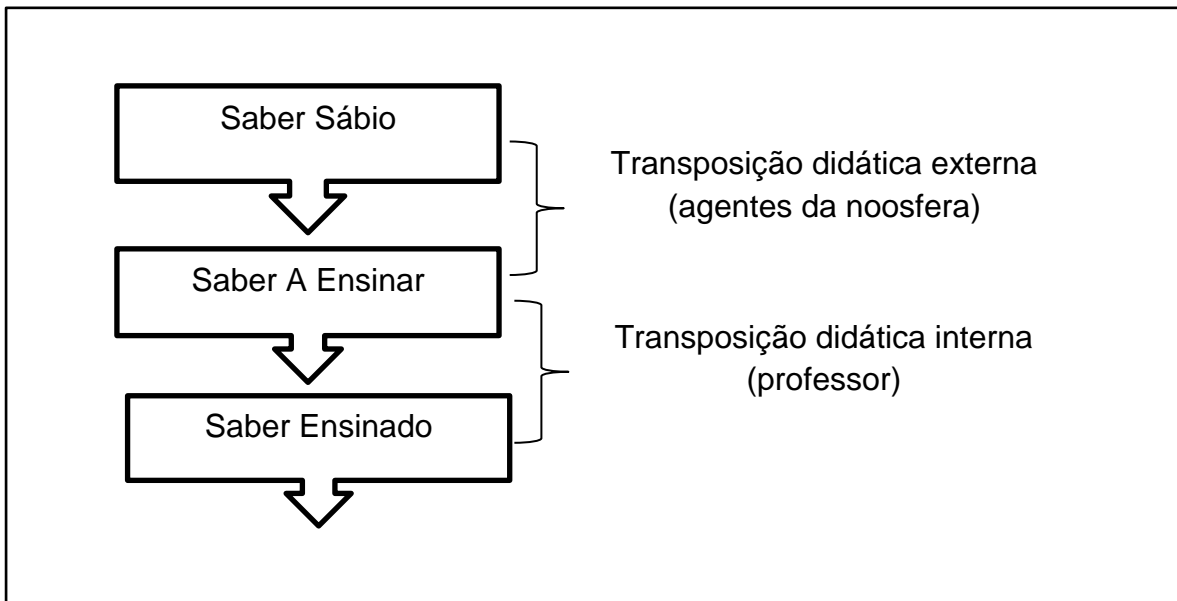 Saber Sábio
Transposição didática externa
(agentes da noosfera)
Saber A Ensinar
Transposição didática interna
(professor)
Saber Ensinado